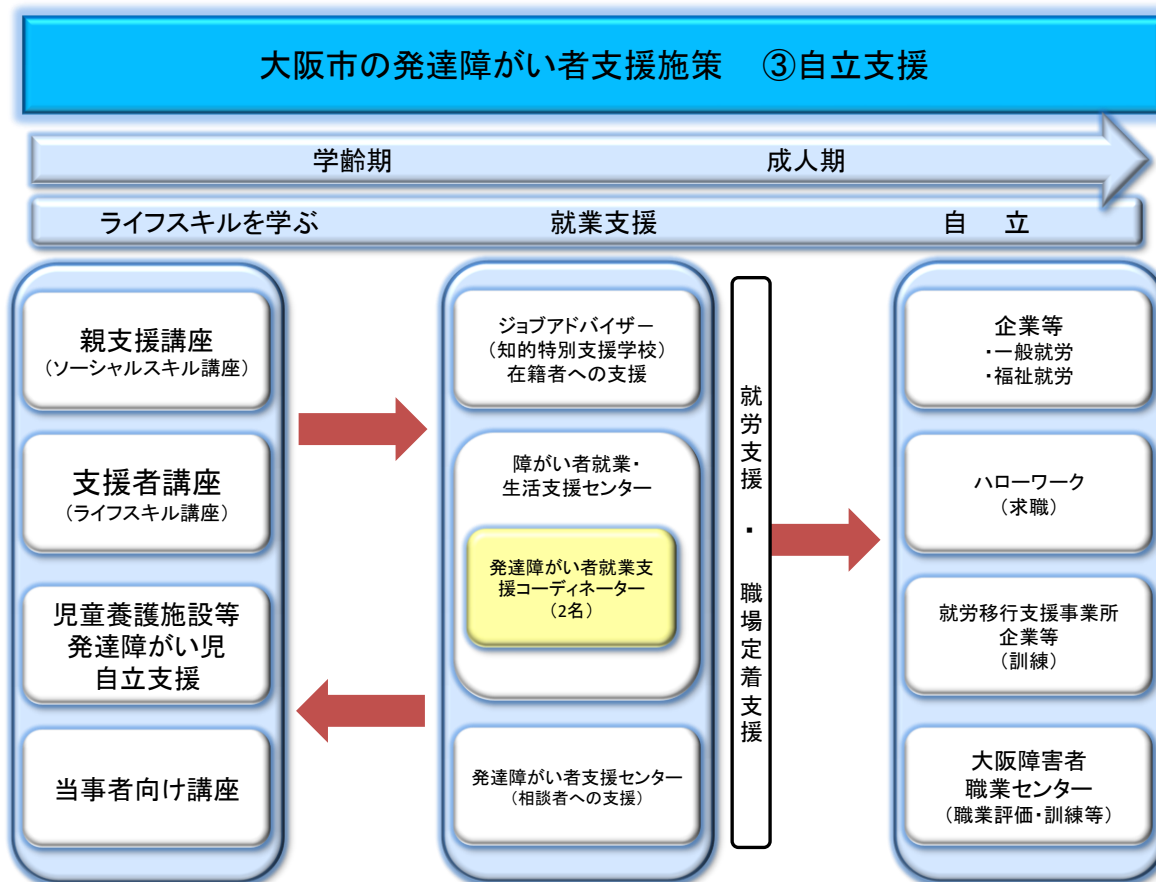 大阪市の発達障がい者支援施策　③自立支援
学齢期
成人期
ライフスキルを学ぶ
就業支援
自　立
親支援講座
（ソーシャルスキル講座）
支援者講座
（ライフスキル講座）
児童養護施設等
発達障がい児
自立支援
当事者向け講座
ジョブアドバイザー
（知的特別支援学校）
在籍者への支援
障がい者就業・
生活支援センター
発達障がい者就業支
援コーディネーター
（2名）
発達障がい者支援センター
（相談者への支援）
就労支援・職場定着支援
企業等
・一般就労
・福祉就労
ハローワーク
（求職）
就労移行支援事業所
企業等
（訓練）
大阪障害者
職業センター
（職業評価・訓練等）